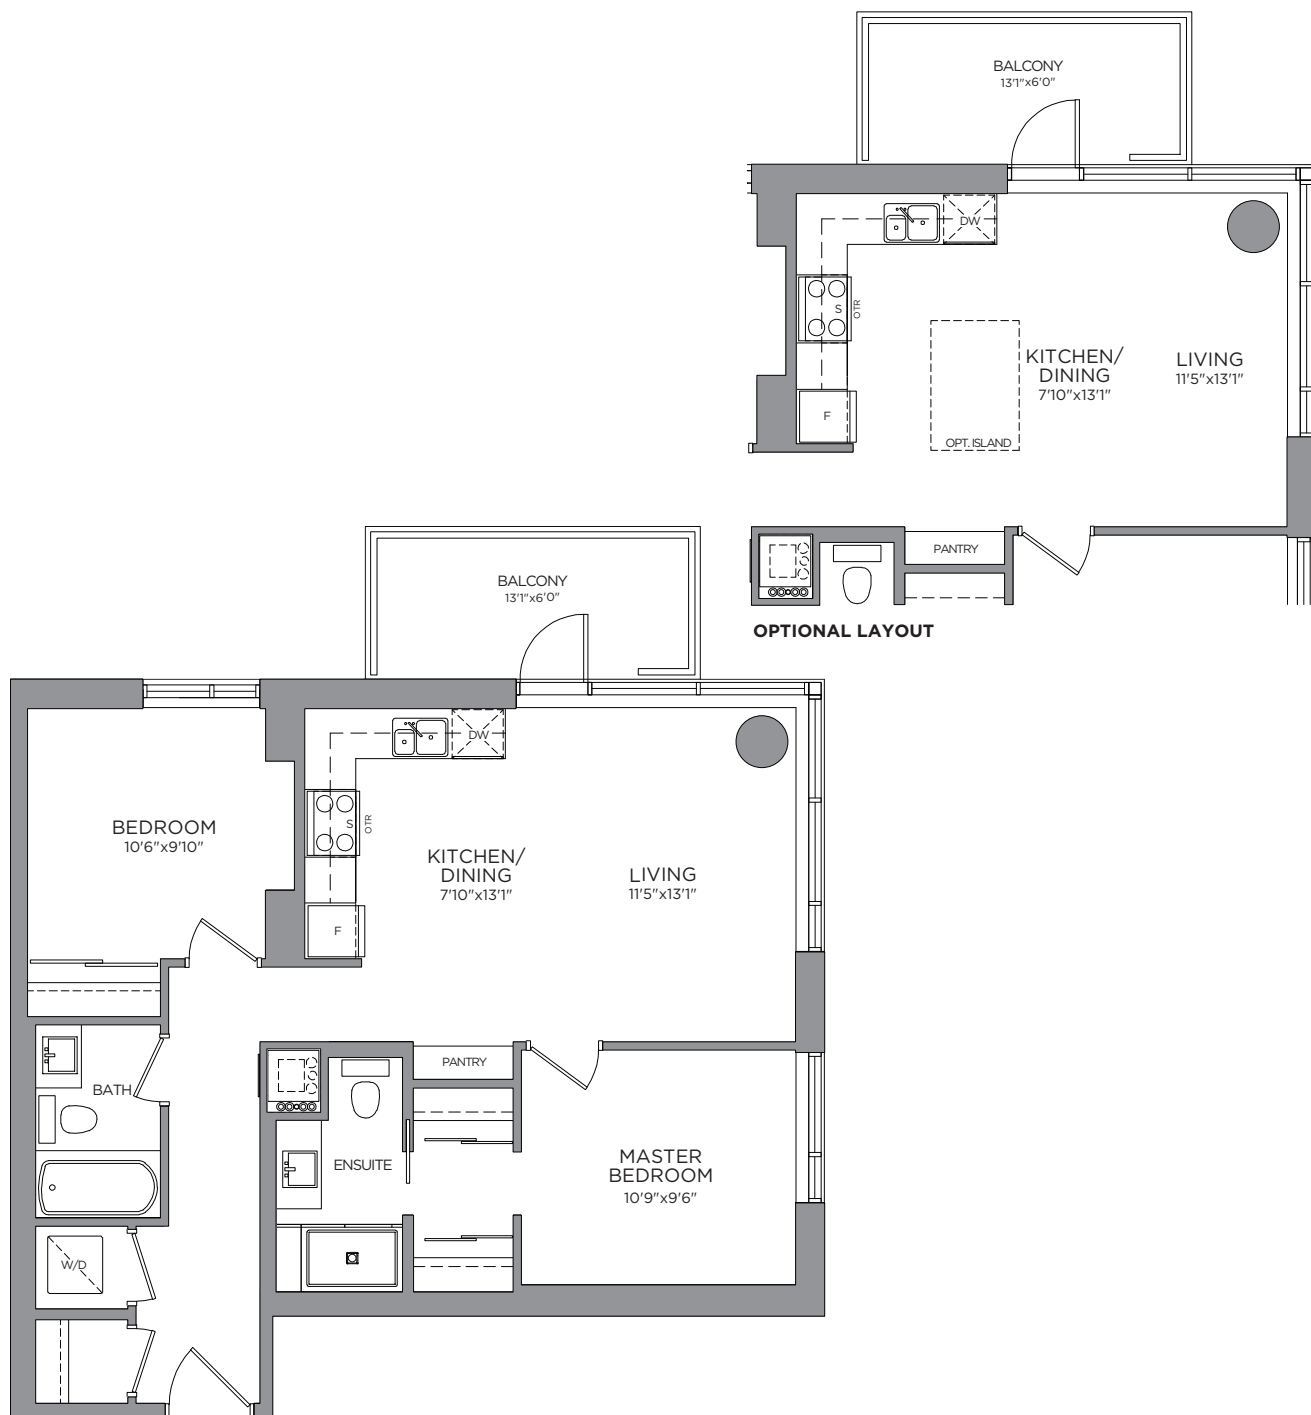 BALCONY
13'1"x6'0"
DW
S
OTR
KITCHEN/
DINING
7'10"x13'1"
LIVING
11'5"x13'1"
F
OPT. ISLAND
PANTRY
OPTIONAL LAYOUT
BALCONY
13'1"x6'0"
DW
BEDROOM
10'6"x9'10"
S
OTR
KITCHEN/
DINING
7'10"x13'1"
LIVING
11'5"x13'1"
F
PANTRY
BATH
ENSUITE
MASTER
BEDROOM
10'9"x9'6"
W/D